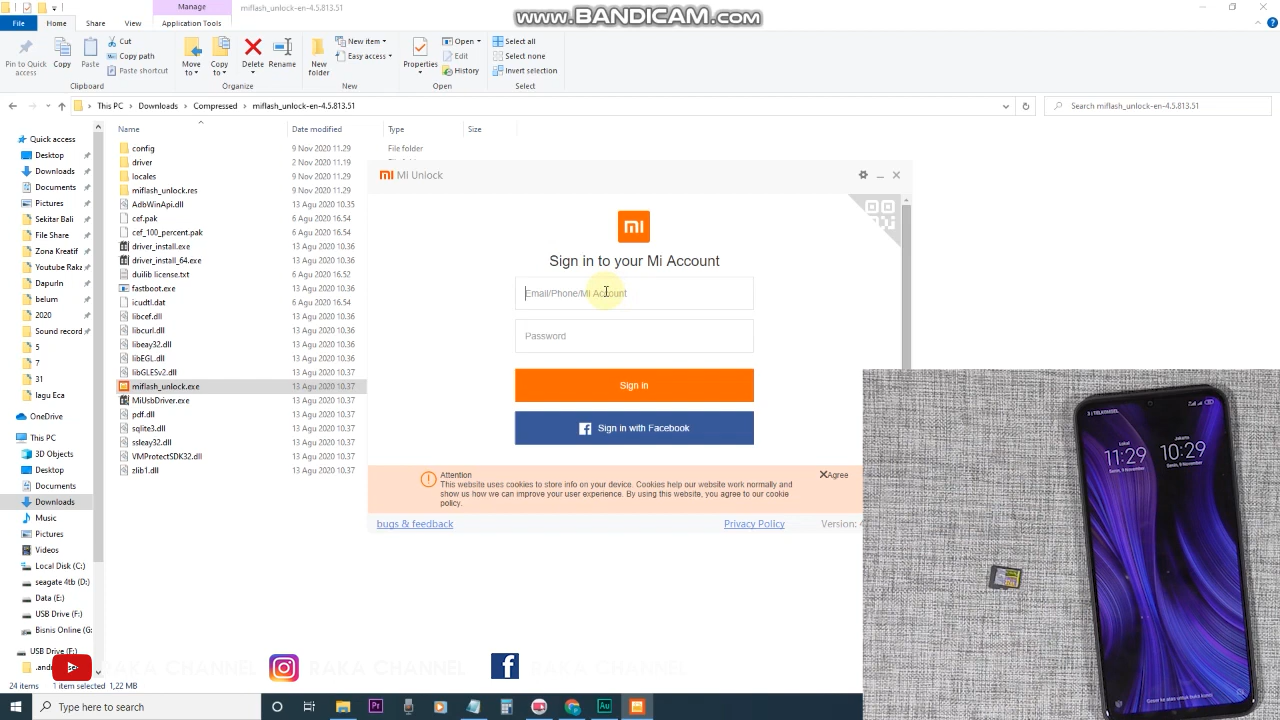 Manage
miflash_unlock-en-4.5.813.51
www.BANDICAM.com
File
Home
Share
View
Application Tools
Pin to Quick access
Copy
Paste
Cut
Copy path
Paste shortcut
Clipboard
Move to
Copy to
Delete
Rename
Organize
New folder
New item
Easy access
New
Properties
Open
Edit
History
Open
Select all
Select none
Invert selection
Select
This PC > Downloads > Compressed > miflash_unlock-en-4.5.813.51
Search miflash_unlock-en-4.5.813.51
Name Date modified Type Size
Quick access
Desktop
Downloads
Documents
Pictures
Sekitar Bali
File Share
Zona Kreatif
Youtube Raka
DapurIn
belum
2020
Sound record
5
7
31
lagu Eca
OneDrive
This PC
3D Objects
Desktop
Documents
Downloads
Music
Pictures
Videos
Local Disk (C:)
seagate 4tb (D:)
Data (E:)
USB Drive (F:)
Bisnis Online (G:
USB Drive (F:)
config 9 Nov 2020 11.29 File folder
driver 2 Nov 2020 11.19
locales 9 Nov 2020 11.29
miflash_unlock.res 9 Nov 2020 11.29
AdbWinApi.dll 13 Agu 2020 10.35
cef.pak 6 Agu 2020 16.54
cef_100_percent.pak 6 Agu 2020 16.54
driver_install.exe 13 Agu 2020 10.36
driver_install_64.exe 13 Agu 2020 10.36
duilib license.txt 6 Agu 2020 16.52
fastboot.exe 13 Agu 2020 10.36
icudtl.dat 6 Agu 2020 16.54
libcef.dll 13 Agu 2020 10.36
libcurl.dll 13 Agu 2020 10.36
libeay32.dll 13 Agu 2020 10.36
libEGL.dll 13 Agu 2020 10.36
libGLESv2.dll 13 Agu 2020 10.36
miflash_unlock.exe 13 Agu 2020 10.37
MiUsbDriver.exe 13 Agu 2020 10.37
pdf.dll 13 Agu 2020 10.37
sqlite3.dll 13 Agu 2020 10.37
ssleay32.dll 13 Agu 2020 10.37
VMProtectSDK32.dll 13 Agu 2020 10.37
zlib1.dll 13 Agu 2020 10.37
Mi Unlock
Sign in to your Mi Account
Email/Phone/Mi Account
Password
Sign in
Sign in with Facebook
Attention
This website uses cookies to store info on your device. Cookies help our website work normally and
show us how we can improve your user experience. By using this website, you agree to our cookie
policy.
Agree
bugs & feedback
Privacy Policy
Version:
3 | TELKOMSEL
11:29
10:29
RAKA CHANNEL
RAKA CHANNEL
RAKA CHANNEL
24 items 1 item selected 1,22 MB
Type here to search